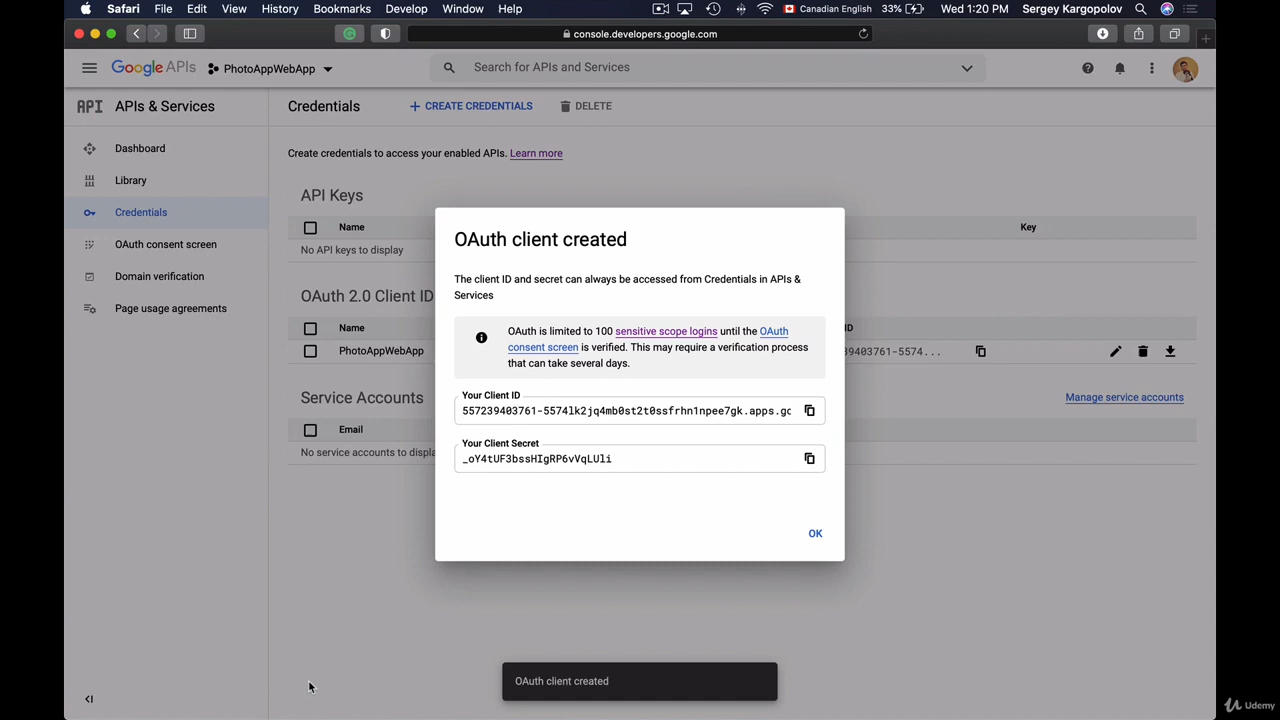 Safari File Edit View History Bookmarks Develop Window Help Canadian English 33% Wed 1:20 PM Sergey Kargopolov
console.developers.google.com
Google APIs PhotoAppWebApp Search for APIs and Services
API APIs & Services Credentials + CREATE CREDENTIALS DELETE
Dashboard
Library
Credentials
OAuth consent screen
Domain verification
Page usage agreements
Create credentials to access your enabled APIs. Learn more
API Keys
Name Key
No API keys to display
OAuth 2.0 Client ID
Name ID
PhotoAppWebApp 39403761-5574...
Service Accounts Manage service accounts
Email
No service accounts to displa
OAuth client created
The client ID and secret can always be accessed from Credentials in APIs &
Services
OAuth is limited to 100 sensitive scope logins until the OAuth
consent screen is verified. This may require a verification process
that can take several days.
Your Client ID
557239403761-5574lk2jq4mb0st2t0ssfrhn1npee7gk.apps.gc
Your Client Secret
_oY4tUF3bssHIgRP6vVqLUli
OK
OAuth client created
Udemy